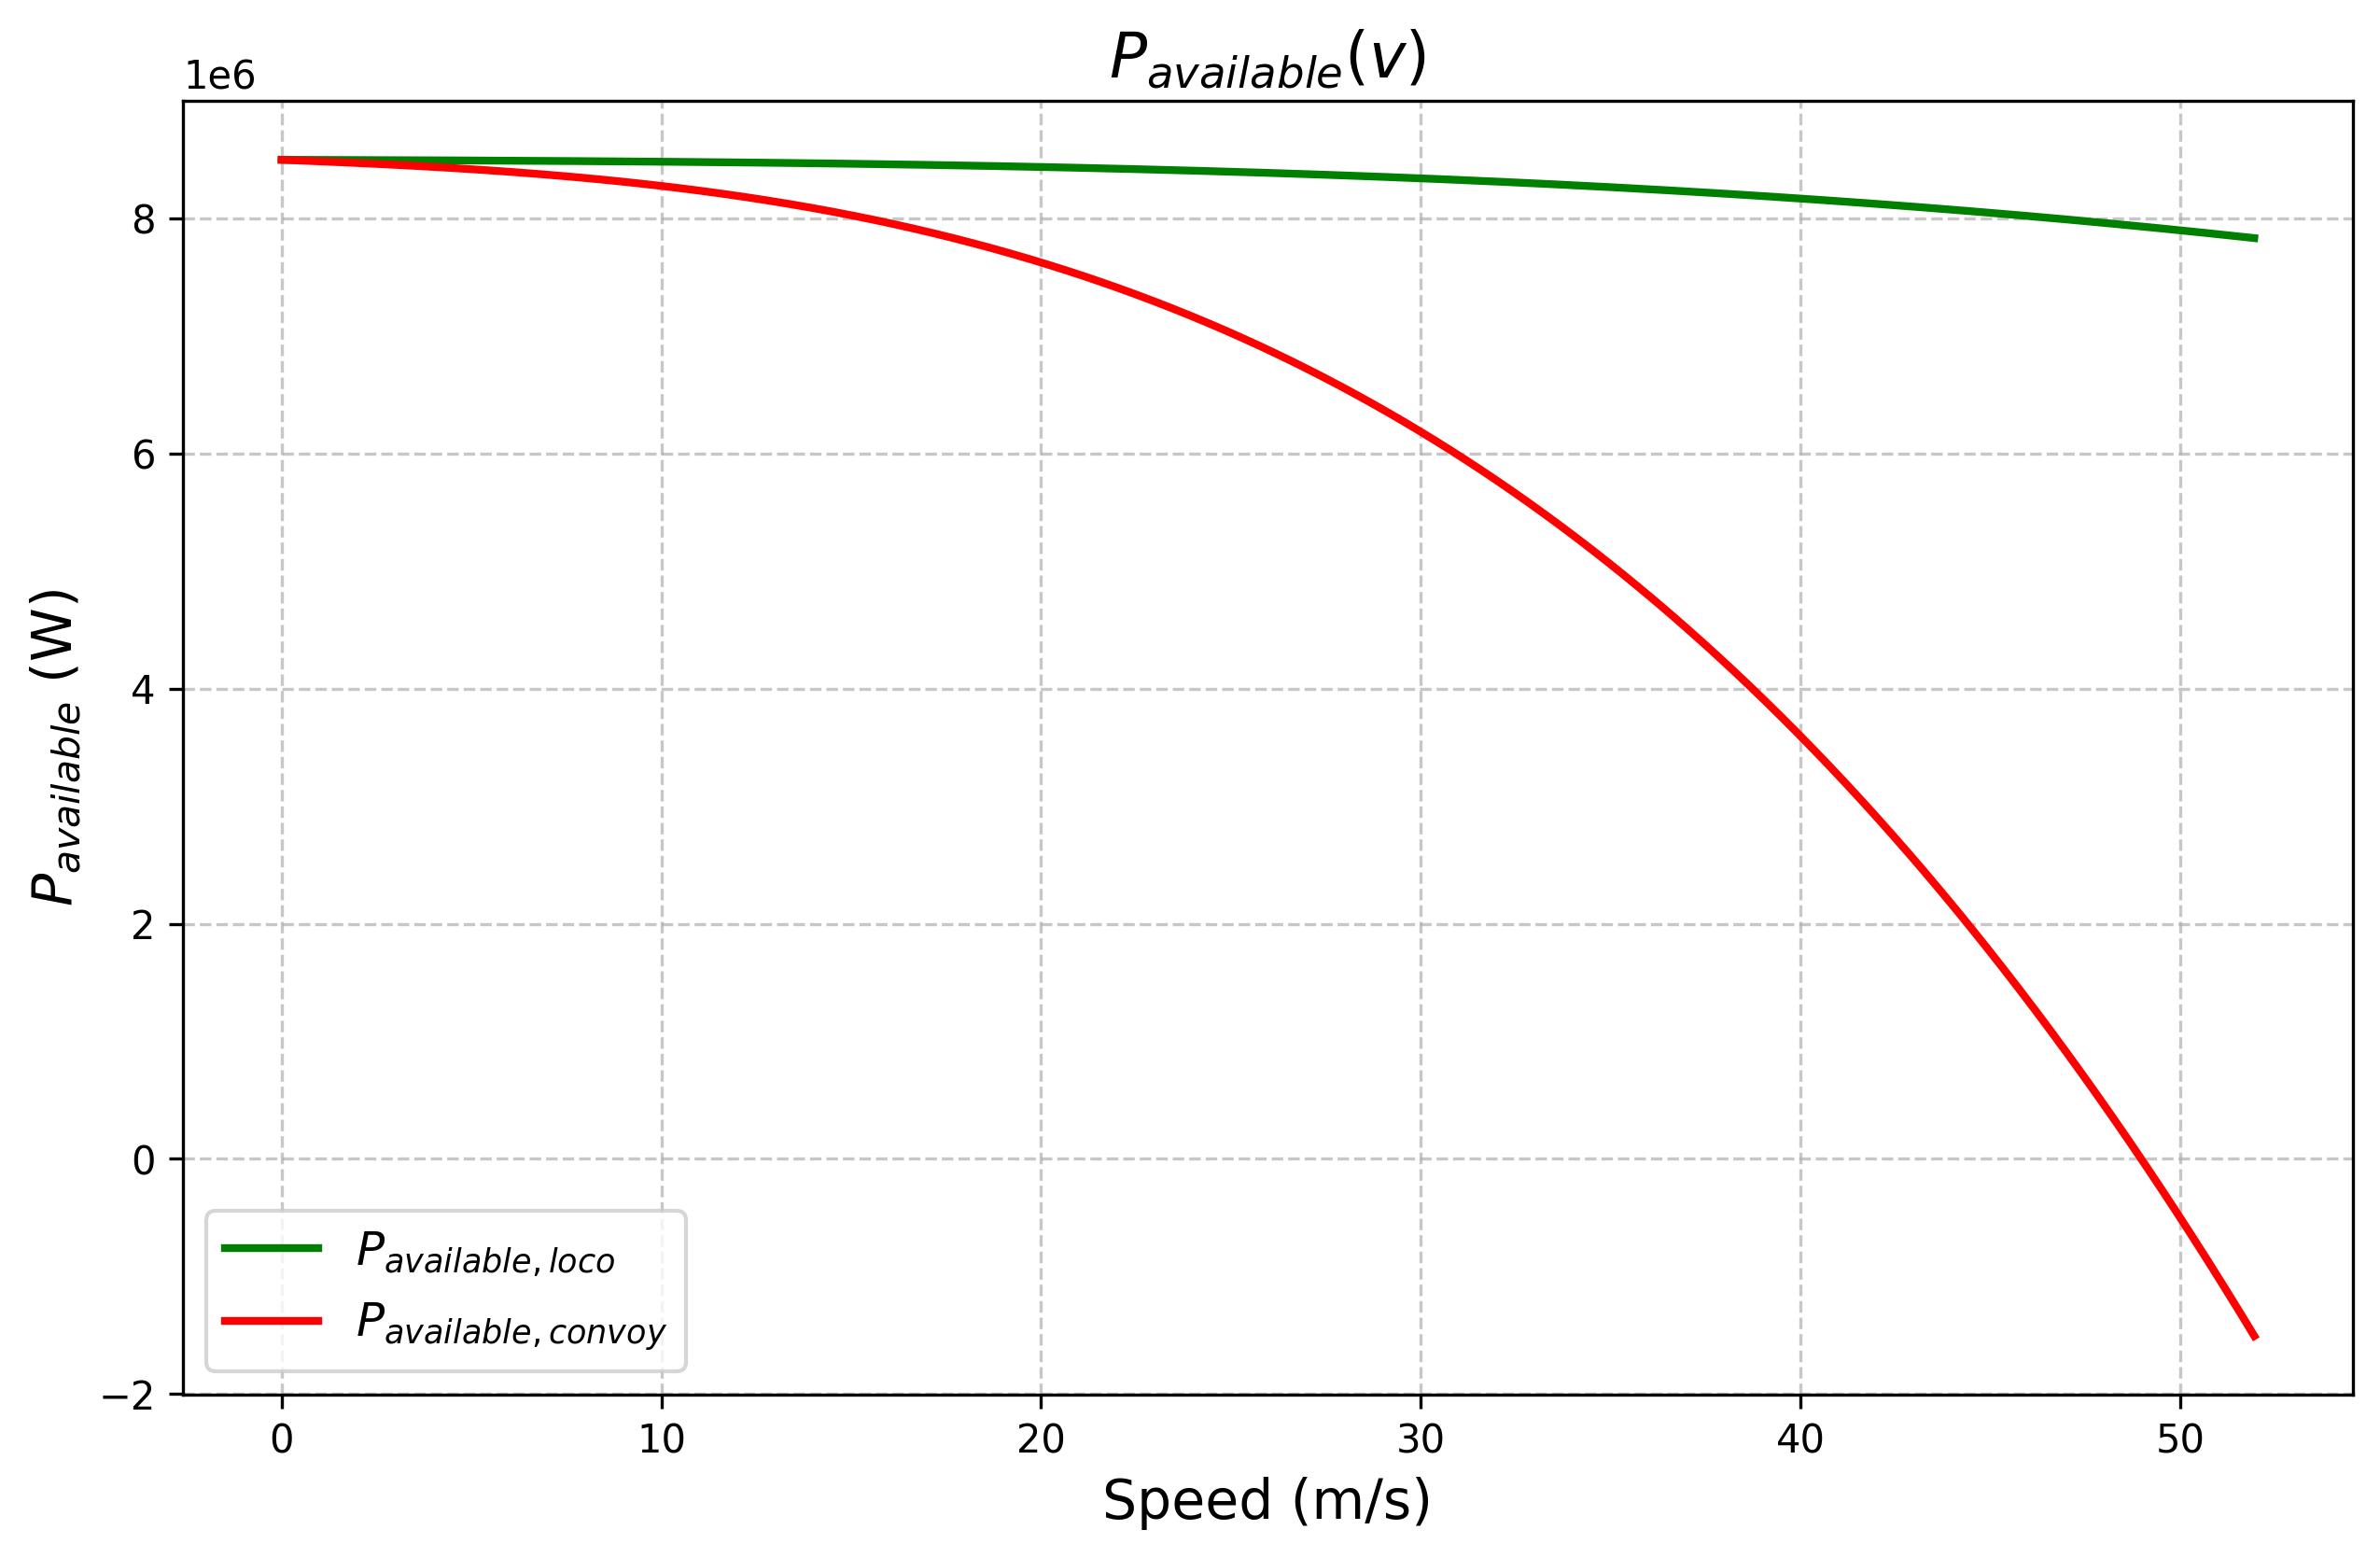 P_available(v)
1e6
8
6
4
2
0
−2
P_available (W)
P_available, loco
P_available, convoy
0 10 20 30 40 50
Speed (m/s)